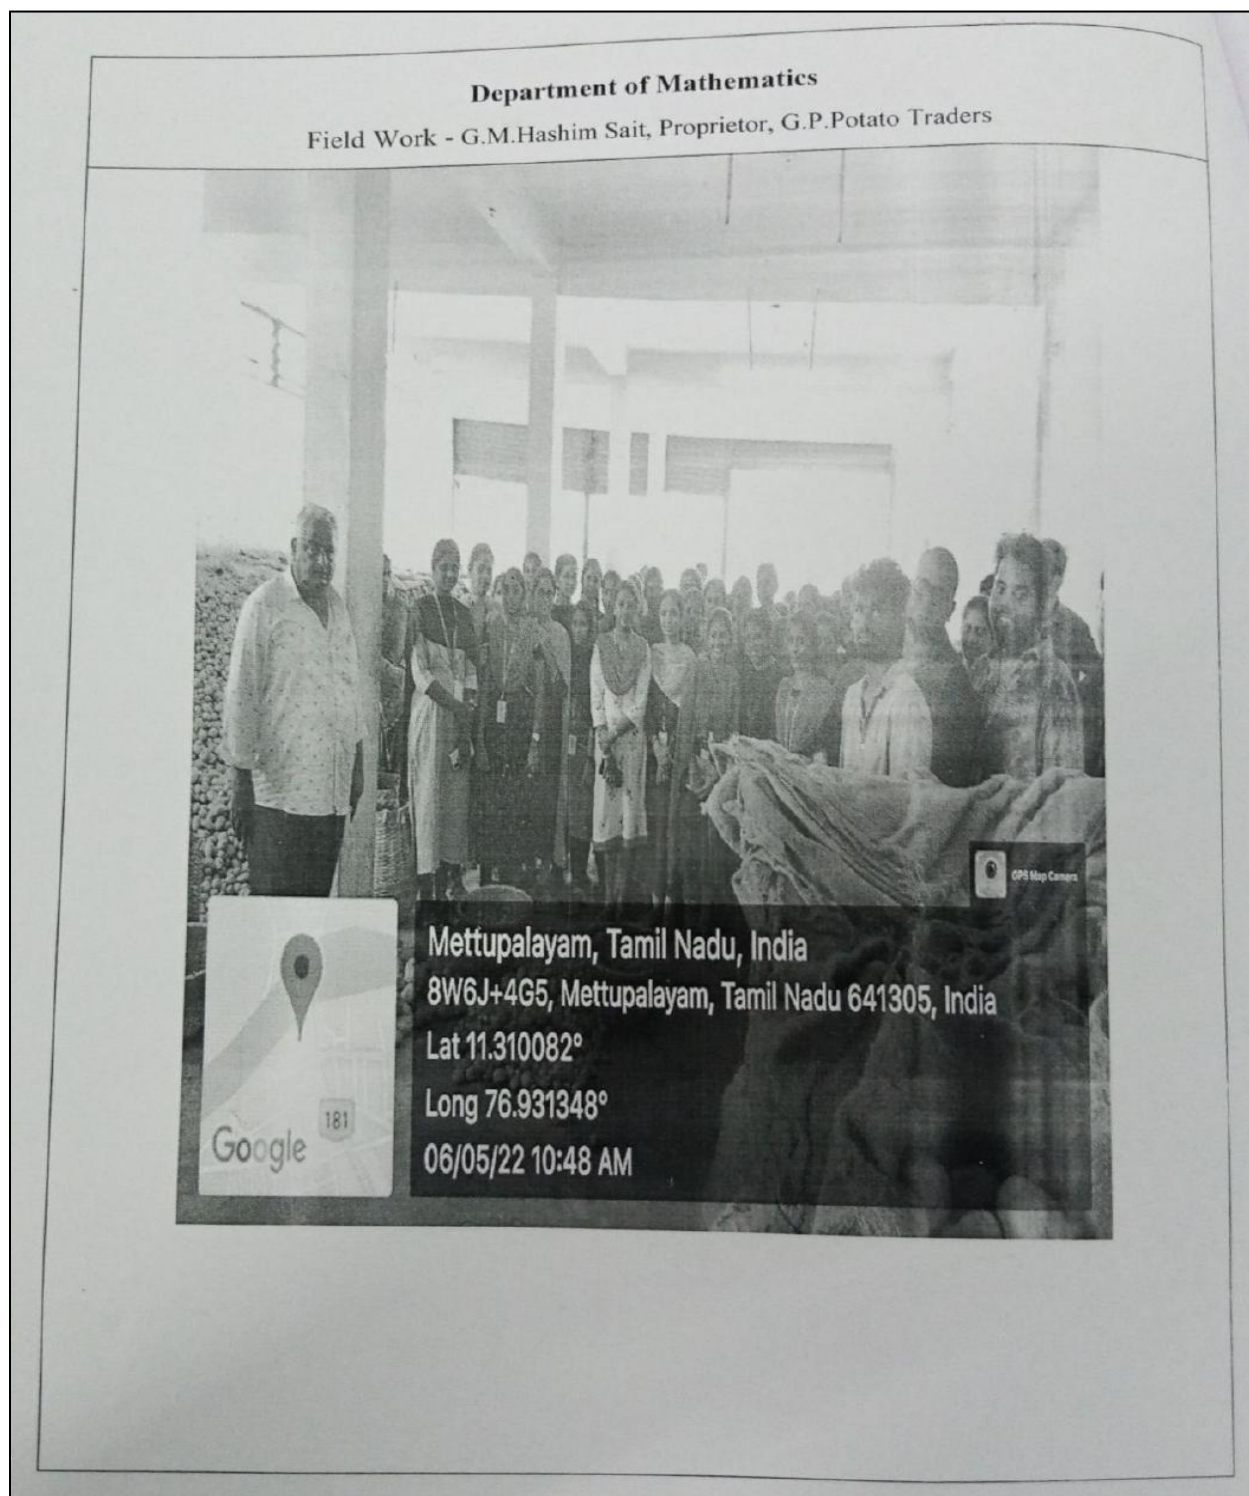 Department of Mathematics
Field Work - G.M.Hashim Sait, Proprietor, G.P.Potato Traders
GPS Map Camera
Mettupalayam, Tamil Nadu, India
8W6J+4G5, Mettupalayam, Tamil Nadu 641305, India
Lat 11.310082°
Long 76.931348°
06/05/22 10:48 AM
181
Google